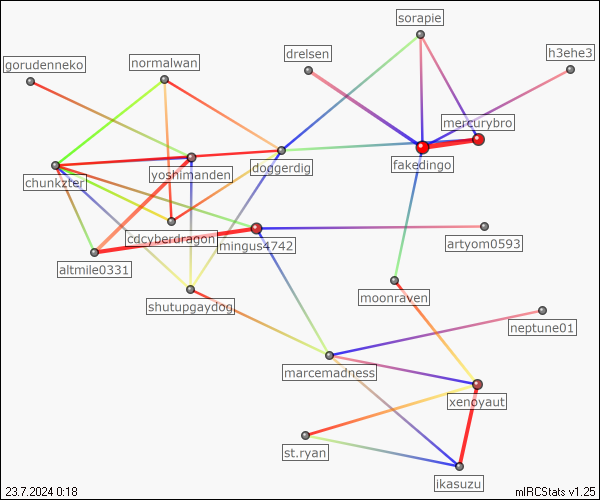 sorapie
drelsen
h3ehe3
normalwan
gorudenneko
mercurybro
fakedingo
doggerdig
yoshimanden
chunkzter
cdcyberdragon
mingus4742
artyom0593
altmile0331
moonraven
shutupgaydog
neptune01
marcemadness
xenoyaut
st.ryan
ikasuzu
23.7.2024 0:18
mIRCStats v1.25